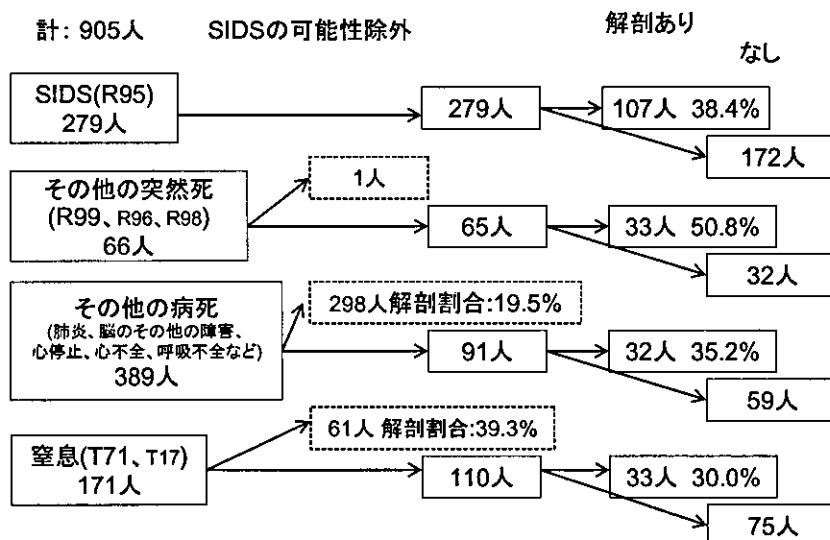 計： 905人 SIDSの可能性除外 解剖あり
なし
SIDS(R95)
279人
279人
107人 38.4%
172人
その他の突然死
(R99、R96、R98)
66人
1人
65人
33人 50.8%
32人
その他の病死
(肺炎、脳のその他の障害、
心停止、心不全、呼吸不全など)
389人
298人解剖割合:19.5%
91人
32人 35.2%
59人
窒息(T71、T17)
171人
61人 解剖割合:39.3%
110人
33人 30.0%
75人